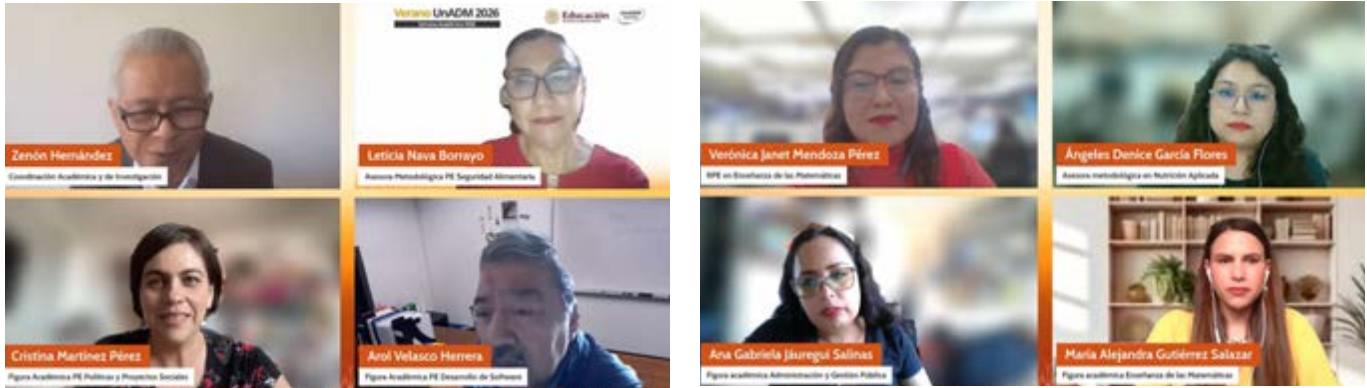 Verano UnADM 2026
Educación
Zenón Hernández
Coordinación Académica y de Investigación
Leticia Nava Borrayo
Asesora Metodológica PE Seguridad Alimentaria
Verónica Janet Mendoza Pérez
RPE en Enseñanza de las Matemáticas
Ángeles Denice García Flores
Asesora metodológica en Nutrición Aplicada
Cristina Martínez Pérez
Figura Académica PE Políticas y Proyectos Sociales
Arol Velasco Herrera
Figura Académica PE Desarrollo de Software
Ana Gabriela Jáuregui Salinas
Figura académica Administración y Gestión Pública
María Alejandra Gutiérrez Salazar
Figura académica Enseñanza de las Matemáticas